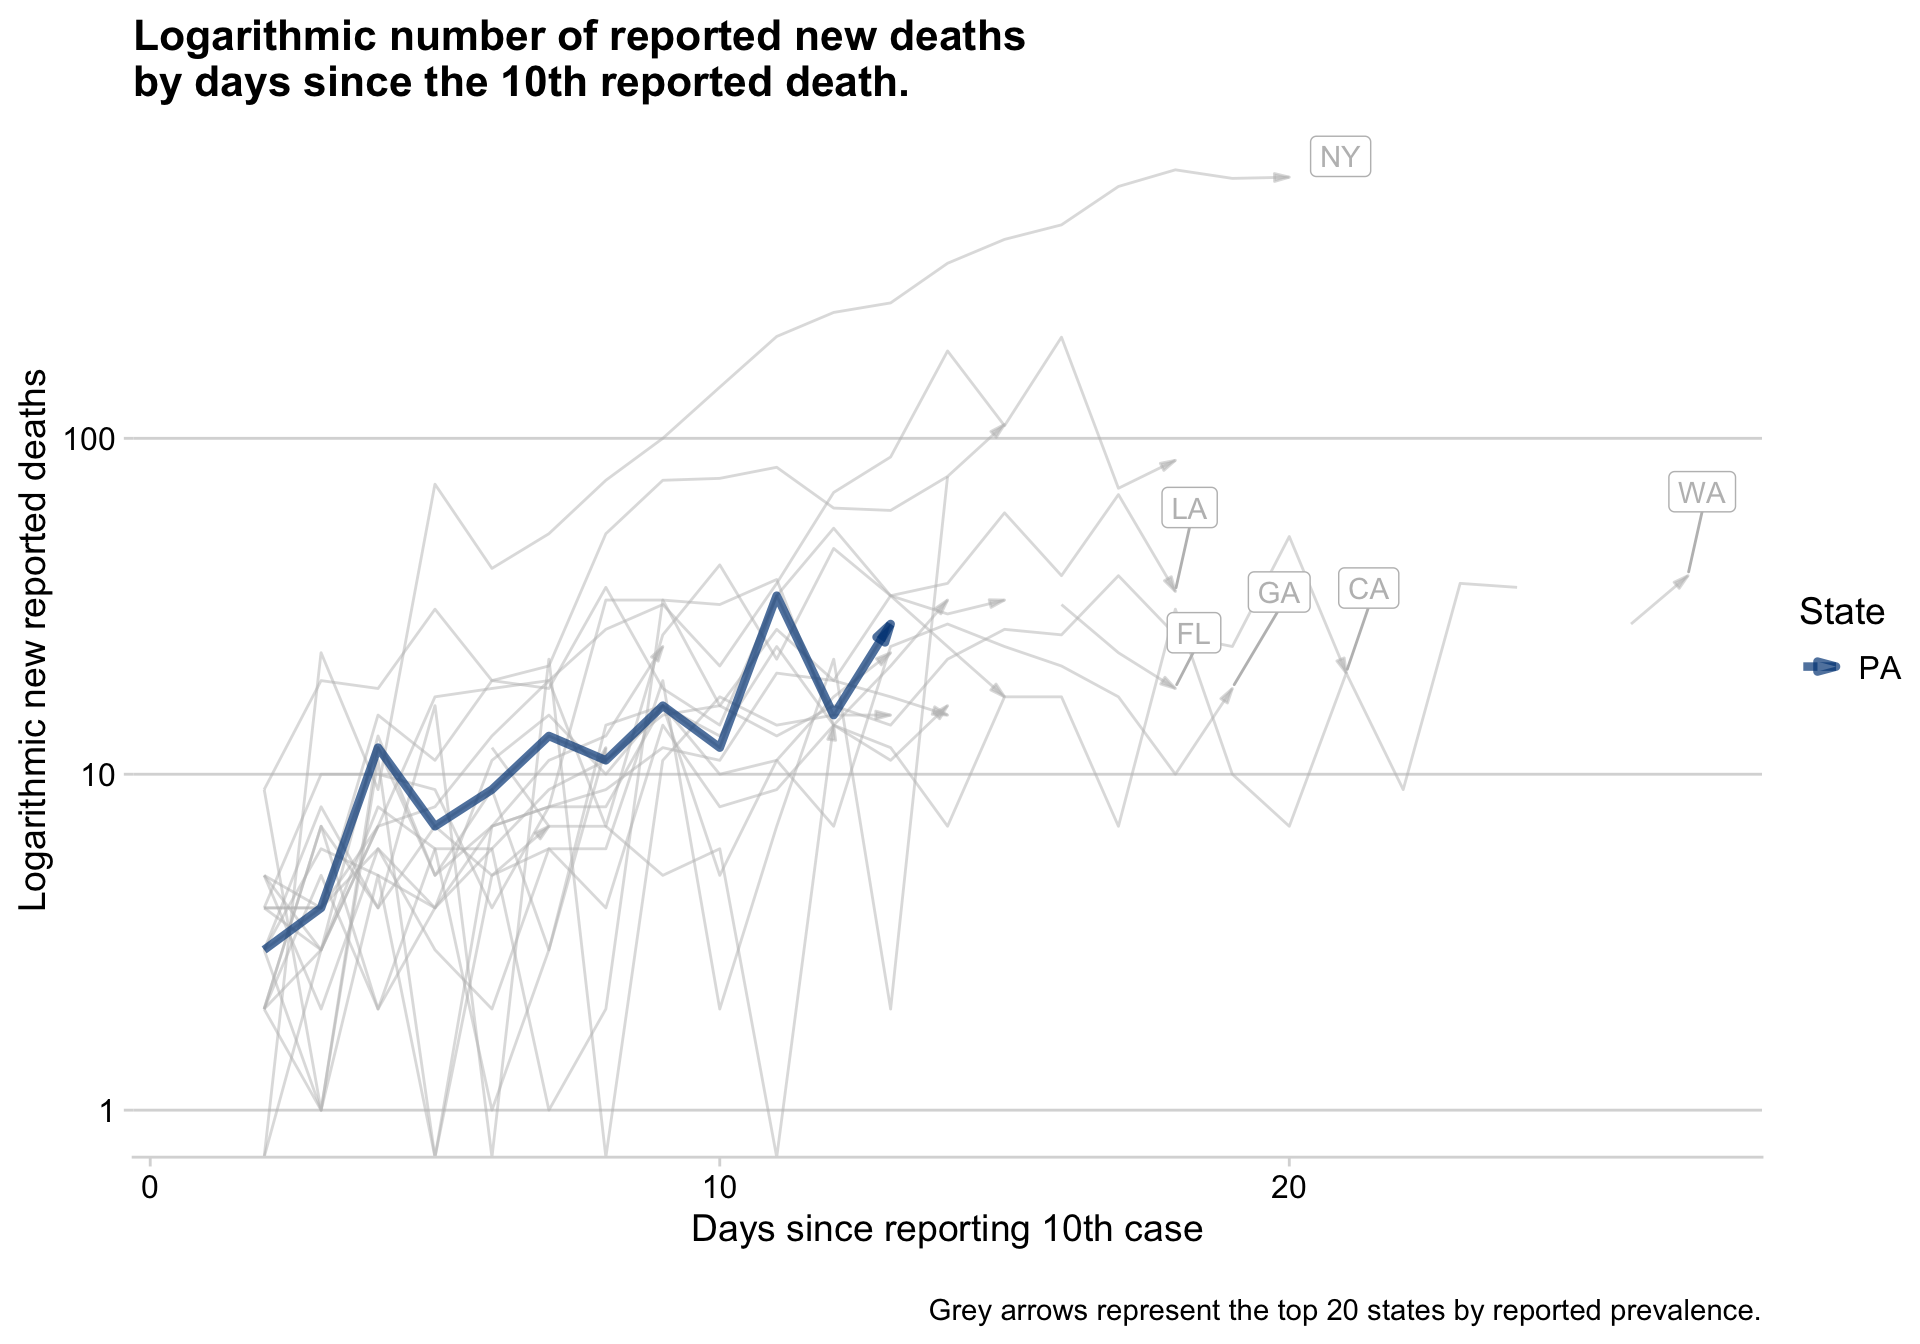 Logarithmic number of reported new deaths
by days since the 10th reported death.
NY
100
LA
WA
GA
CA
FL
10
1
Logarithmic new reported deaths
State
PA
0
10
20
Days since reporting 10th case
Grey arrows represent the top 20 states by reported prevalence.